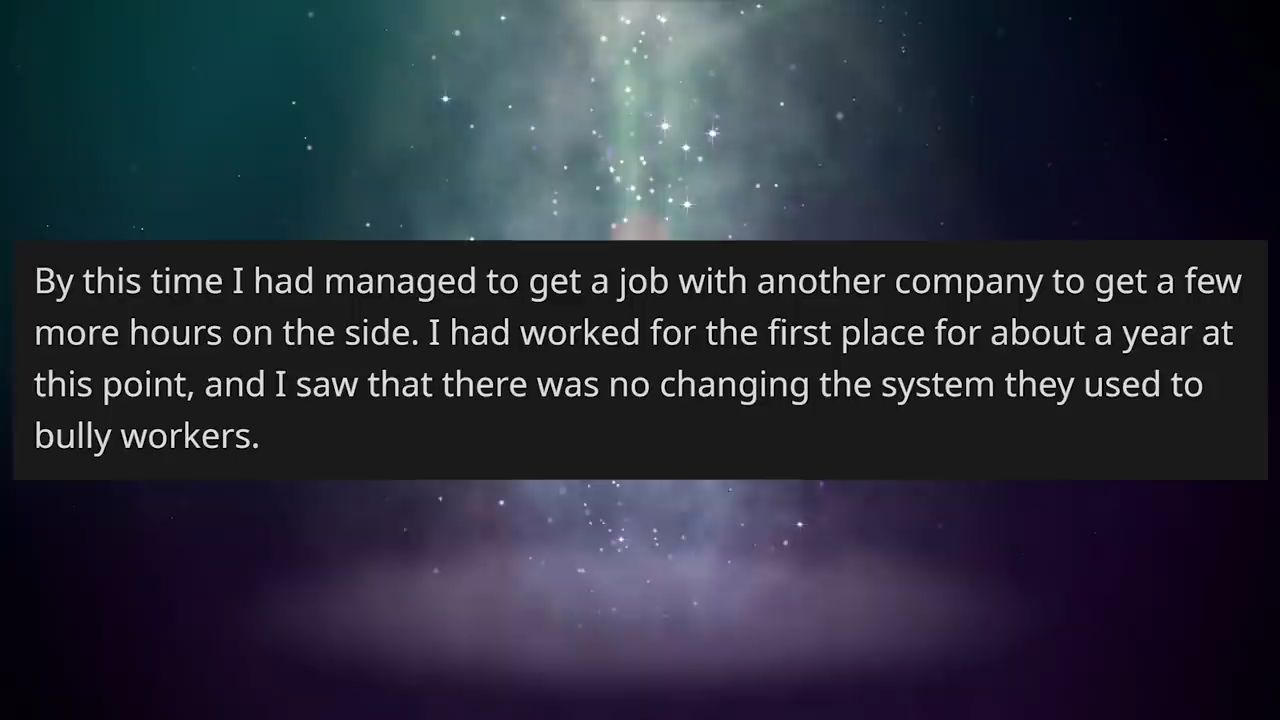 By this time I had managed to get a job with another company to get a few
more hours on the side. I had worked for the first place for about a year at
this point, and I saw that there was no changing the system they used to
bully workers.